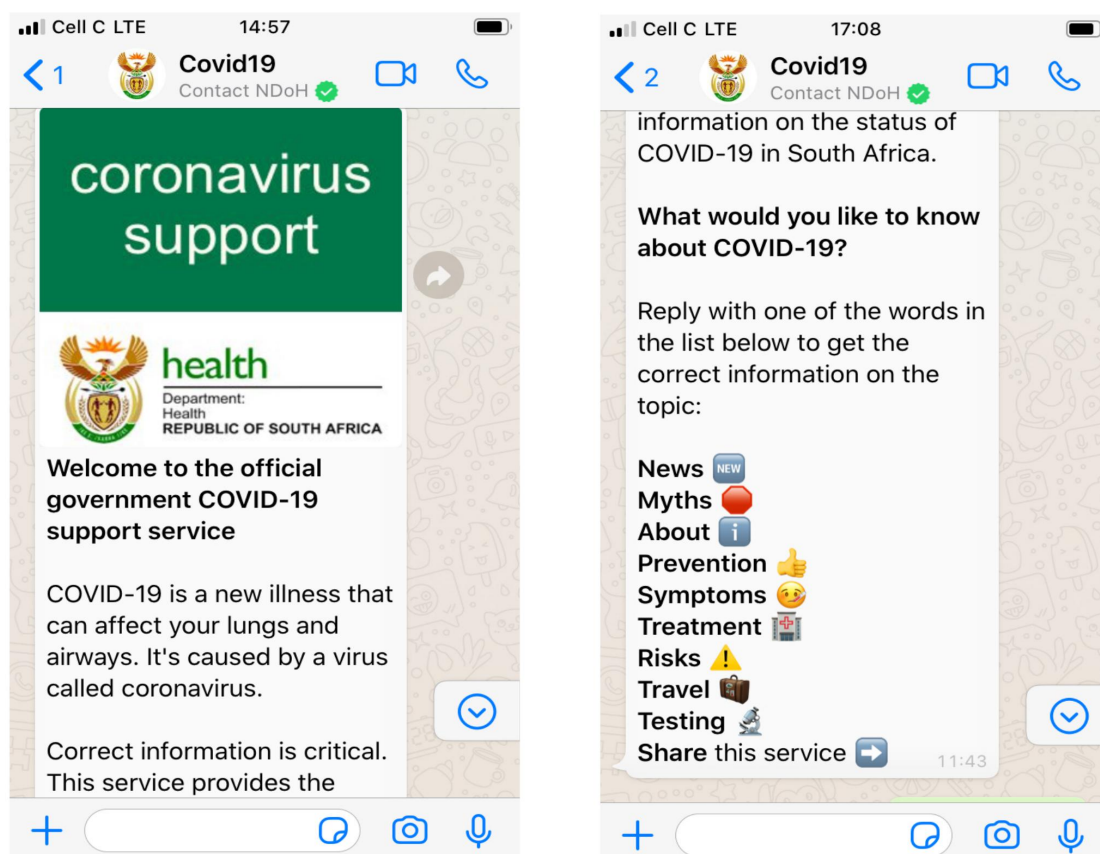 Cell C LTE 14:57
1 Covid19
Contact NDoH
coronavirus
support
health
Department:
Health
REPUBLIC OF SOUTH AFRICA
Welcome to the official
government COVID-19
support service
COVID-19 is a new illness that
can affect your lungs and
airways. It's caused by a virus
called coronavirus.
Correct information is critical.
This service provides the
Cell C LTE 17:08
2 Covid19
Contact NDoH
information on the status of
COVID-19 in South Africa.
What would you like to know
about COVID-19?
Reply with one of the words in
the list below to get the
correct information on the
topic:
News NEW
Myths
About i
Prevention
Symptoms
Treatment
Risks
Travel
Testing
Share this service
11:43